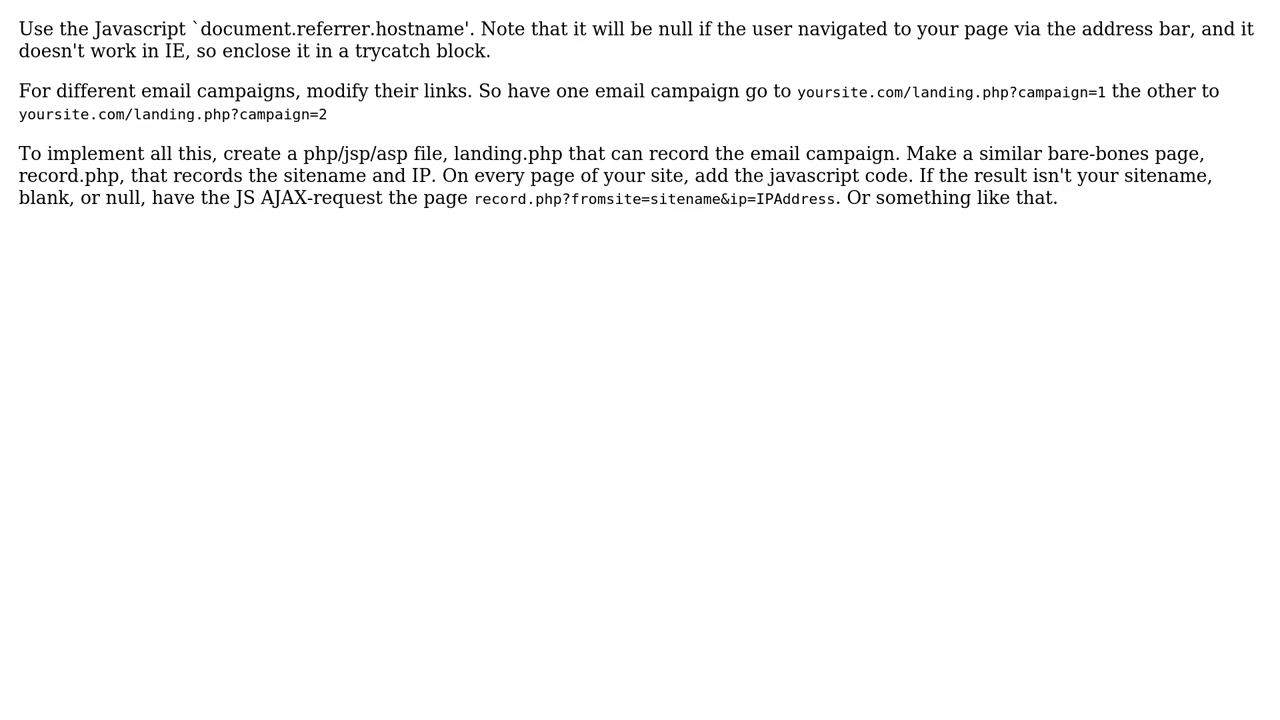 Use the Javascript `document.referrer.hostname'. Note that it will be null if the user navigated to your page via the address bar, and it
doesn't work in IE, so enclose it in a trycatch block.
For different email campaigns, modify their links. So have one email campaign go to yoursite.com/landing.php?campaign=1 the other to
yoursite.com/landing.php?campaign=2
To implement all this, create a php/jsp/asp file, landing.php that can record the email campaign. Make a similar bare-bones page,
record.php, that records the sitename and IP. On every page of your site, add the javascript code. If the result isn't your sitename,
blank, or null, have the JS AJAX-request the page record.php?fromsite=sitename&ip=IPAddress. Or something like that.